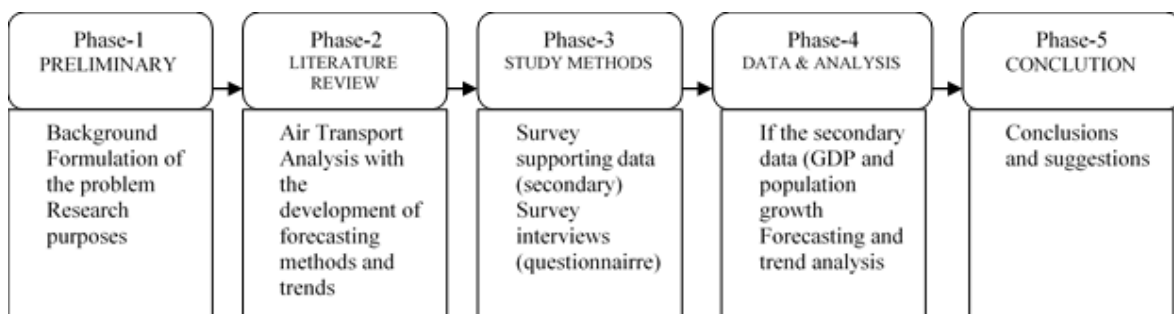 Phase-1
PRELIMINARY
Background
Formulation of
the problem
Research
purposes
Phase-2
LITERATURE
REVIEW
Air Transport
Analysis with
the
development of
forecasting
methods and
trends
Phase-3
STUDY METHODS
Survey
supporting data
(secondary)
Survey
interviews
(questionnairre)
Phase-4
DATA & ANALYSIS
If the secondary
data (GDP and
population
growth
Forecasting and
trend analysis
Phase-5
CONCLUTION
Conclusions
and suggestions